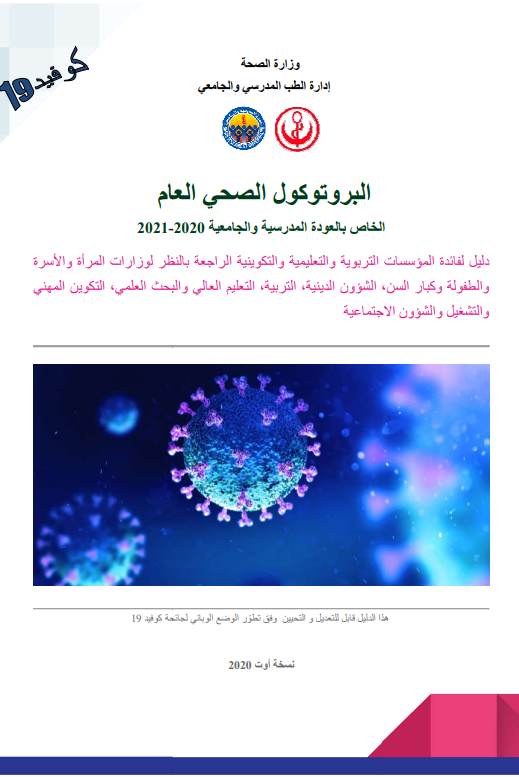 كوفيد19
وزارة الصحة
إدارة الطب المدرسي والجامعي
البروتوكول الصحي العام
الخاص بالعودة المدرسية والجامعية 2020-2021
دليل لفائدة المؤسسات التربوية والتعليمية والتكوينية الراجعة بالنظر لوزارات المرأة والأسرة
والطفولة وكبار السن، الشؤون الدينية، التربية، التعليم العالي والبحث العلمي، التكوين المهني
والتشغيل والشؤون الاجتماعية
هذا الدليل قابل للتعديل و التحيين وفق تطوّر الوضع الوبائي لجائحة كوفيد 19
نسخة أوت 2020